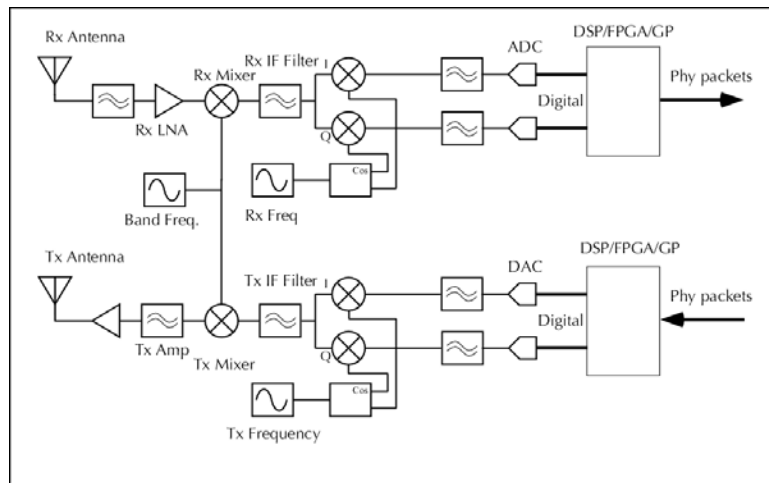 Rx Antenna
Rx Mixer
Rx IF Filter
I
ADC
DSP/FPGA/GP
Phy packets
Rx LNA
Q
Digital
Cos
Band Freq.
Rx Freq
Tx Antenna
Tx IF Filter
I
DAC
DSP/FPGA/GP
Phy packets
Tx Amp
Tx Mixer
Q
Digital
Cos
Tx Frequency